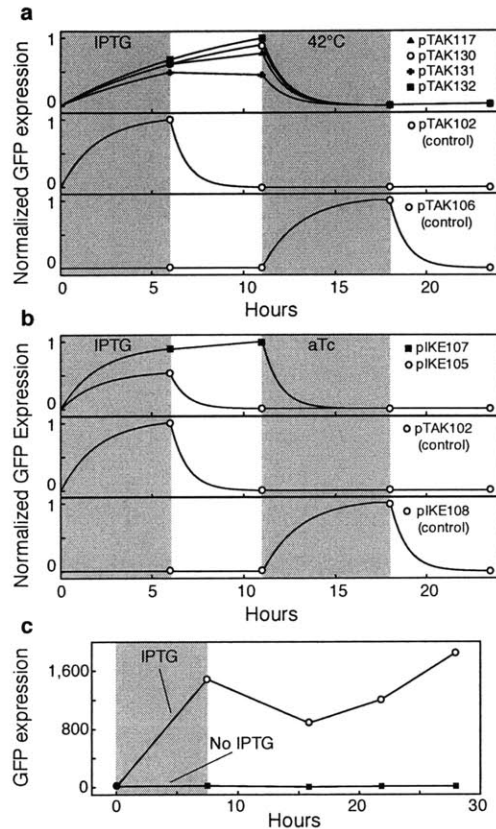 a
IPTG
42°C
pTAK117
pTAK130
pTAK131
pTAK132
1
0
pTAK102
(control)
1
0
pTAK106
(control)
1
0
Normalized GFP expression
0 5 10 15 20
Hours
b
IPTG
aTc
pIKE107
pIKE105
1
0
pTAK102
(control)
1
0
pIKE108
(control)
1
0
Normalized GFP Expression
0 5 10 15 20
Hours
c
IPTG
No IPTG
1,600
800
0
GFP expression
0 10 20 30
Hours